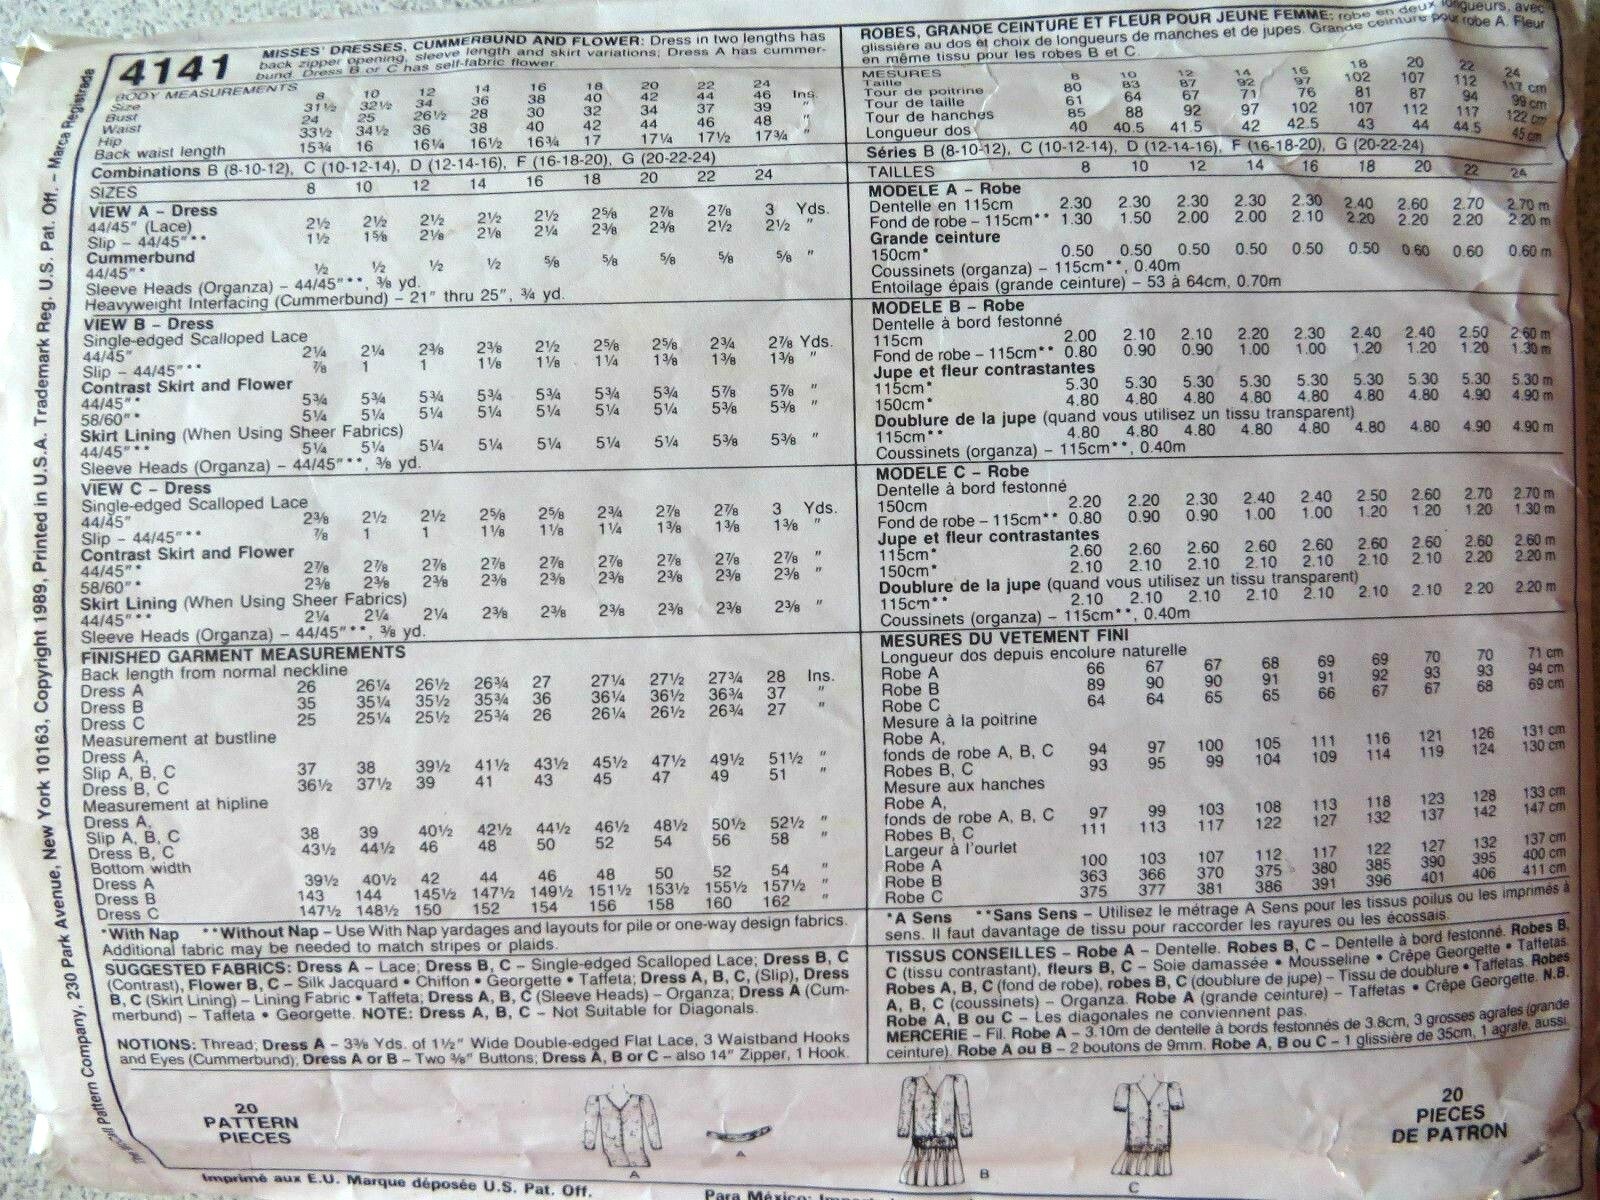 4141
MISSES' DRESSES, CUMMERBUND AND FLOWER: Dress in two lengths has
back zipper opening, sleeve length and skirt variations; Dress A has cummer-
bund. Dress B or C has self-fabric flower.
BODY MEASUREMENTS
Size 8 10 12 14 16 18 20 22 24
Bust 31½ 32½ 34 36 38 40 42 44 46 Ins.
Waist 24 25 26½ 28 30 32 34 37 39 "
Hip 33½ 34½ 36 38 40 42 44 46 48 "
Back waist length 15¾ 16 16¼ 16½ 16¾ 17 17¼ 17½ 17¾ "
Combinations B (8-10-12), C (10-12-14), D (12-14-16), F (16-18-20), G (20-22-24)
SIZES 8 10 12 14 16 18 20 22 24
VIEW A – Dress
44/45" (Lace) 2½ 2½ 2½ 2½ 2½ 2⅝ 2⅞ 2⅞ 3 Yds.
Slip – 44/45"** 1½ 1⅝ 2⅛ 2⅛ 2¼ 2⅜ 2⅜ 2½ 2½ "
Cummerbund
44/45"* ½ ½ ½ ½ ⅝ ⅝ ⅝ ⅝ ⅝ "
Sleeve Heads (Organza) – 44/45"**, ⅜ yd.
Heavyweight Interfacing (Cummerbund) – 21" thru 25", ¾ yd.
VIEW B – Dress
Single-edged Scalloped Lace
44/45" 2¼ 2¼ 2⅜ 2⅜ 2½ 2⅝ 2⅝ 2¾ 2⅞ Yds.
Slip – 44/45"** ⅞ 1 1 1⅛ 1⅛ 1¼ 1⅜ 1⅜ 1⅜ "
Contrast Skirt and Flower
44/45"* 5¾ 5¾ 5¾ 5¾ 5¾ 5¾ 5¾ 5⅞ 5⅞ "
58/60"* 5¼ 5¼ 5¼ 5¼ 5¼ 5¼ 5¼ 5⅜ 5⅜ "
Skirt Lining (When Using Sheer Fabrics)
44/45"** 5¼ 5¼ 5¼ 5¼ 5¼ 5¼ 5¼ 5⅜ 5⅜ "
Sleeve Heads (Organza) – 44/45"**, ⅜ yd.
VIEW C – Dress
Single-edged Scalloped Lace
44/45" 2⅜ 2½ 2½ 2⅝ 2⅝ 2¾ 2⅞ 2⅞ 3 Yds.
Slip – 44/45"** ⅞ 1 1 1⅛ 1⅛ 1¼ 1⅜ 1⅜ 1⅜ "
Contrast Skirt and Flower
44/45"* 2⅞ 2⅞ 2⅞ 2⅞ 2⅞ 2⅞ 2⅞ 2⅞ 2⅞ "
58/60"* 2⅜ 2⅜ 2⅜ 2⅜ 2⅜ 2⅜ 2⅜ 2⅜ 2⅜ "
Skirt Lining (When Using Sheer Fabrics)
44/45"** 2¼ 2¼ 2¼ 2⅜ 2⅜ 2⅜ 2⅜ 2⅜ 2⅜ "
Sleeve Heads (Organza) – 44/45"**, ⅜ yd.
FINISHED GARMENT MEASUREMENTS
Back length from normal neckline
Dress A 26 26¼ 26½ 26¾ 27 27¼ 27½ 27¾ 28 Ins.
Dress B 35 35¼ 35½ 35¾ 36 36¼ 36½ 36¾ 37 "
Dress C 25 25¼ 25½ 25¾ 26 26¼ 26½ 26¾ 27 "
Measurement at bustline
Dress A,
Slip A, B, C 37 38 39½ 41½ 43½ 45½ 47½ 49½ 51½ "
Dress B, C 36½ 37½ 39 41 43 45 47 49 51 "
Measurement at hipline
Dress A,
Slip A, B, C 38 39 40½ 42½ 44½ 46½ 48½ 50½ 52½ "
Dress B, C 43½ 44½ 46 48 50 52 54 56 58 "
Bottom width
Dress A 39½ 40½ 42 44 46 48 50 52 54 "
Dress B 143 144 145½ 147½ 149½ 151½ 153½ 155½ 157½ "
Dress C 147½ 148½ 150 152 154 156 158 160 162 "
*With Nap **Without Nap – Use With Nap yardages and layouts for pile or one-way design fabrics.
Additional fabric may be needed to match stripes or plaids.
SUGGESTED FABRICS: Dress A – Lace; Dress B, C – Single-edged Scalloped Lace; Dress B, C
(Contrast), Flower B, C – Silk Jacquard • Chiffon • Georgette • Taffeta; Dress A, B, C, (Slip), Dress
B, C (Skirt Lining) – Lining Fabric • Taffeta; Dress A, B, C (Sleeve Heads) – Organza; Dress A (Cum-
merbund) – Taffeta • Georgette. NOTE: Dress A, B, C – Not Suitable for Diagonals.
NOTIONS: Thread; Dress A – 3⅜ Yds. of 1½" Wide Double-edged Flat Lace, 3 Waistband Hooks
and Eyes (Cummerbund); Dress A or B – Two ⅜" Buttons; Dress A, B or C – also 14" Zipper, 1 Hook.
ROBES, GRANDE CEINTURE ET FLEUR POUR JEUNE FEMME: robe en deux longueurs, avec
glissière au dos et choix de longueurs de manches et de jupes. Grande ceinture pour robe A. Fleur
en même tissu pour les robes B et C.
MESURES
Taille 8 10 12 14 16 18 20 22 24
Tour de poitrine 80 83 87 92 97 102 107 112 117 cm
Tour de taille 61 64 67 71 76 81 87 94 99 cm
Tour de hanches 85 88 92 97 102 107 112 117 122 cm
Longueur dos 40 40.5 41.5 42 42.5 43 44 44.5 45 cm
Séries B (8-10-12), C (10-12-14), D (12-14-16), F (16-18-20), G (20-22-24)
TAILLES 8 10 12 14 16 18 20 22 24
MODELE A – Robe
Dentelle en 115cm 2.30 2.30 2.30 2.30 2.30 2.40 2.60 2.70 2.70 m
Fond de robe – 115cm** 1.30 1.50 2.00 2.00 2.10 2.20 2.20 2.20 2.20 m
Grande ceinture
150cm* 0.50 0.50 0.50 0.50 0.50 0.50 0.60 0.60 0.60 m
Coussinets (organza) – 115cm**, 0.40m
Entoilage épais (grande ceinture) – 53 à 64cm, 0.70m
MODELE B – Robe
Dentelle à bord festonné
115cm 2.00 2.10 2.10 2.20 2.30 2.40 2.40 2.50 2.60 m
Fond de robe – 115cm** 0.80 0.90 0.90 1.00 1.00 1.20 1.20 1.20 1.30 m
Jupe et fleur contrastantes
115cm* 5.30 5.30 5.30 5.30 5.30 5.30 5.30 5.30 5.30 m
150cm* 4.80 4.80 4.80 4.80 4.80 4.80 4.80 4.90 4.90 m
Doublure de la jupe (quand vous utilisez un tissu transparent)
115cm** 4.80 4.80 4.80 4.80 4.80 4.80 4.80 4.90 4.90 m
Coussinets (organza) – 115cm**, 0.40m
MODELE C – Robe
Dentelle à bord festonné
150cm 2.20 2.20 2.30 2.40 2.40 2.50 2.60 2.70 2.70 m
Fond de robe – 115cm** 0.80 0.90 0.90 1.00 1.00 1.20 1.20 1.20 1.30 m
Jupe et fleur contrastantes
115cm* 2.60 2.60 2.60 2.60 2.60 2.60 2.60 2.60 2.60 m
150cm* 2.10 2.10 2.10 2.10 2.10 2.10 2.10 2.20 2.20 m
Doublure de la jupe (quand vous utilisez un tissu transparent)
115cm** 2.10 2.10 2.10 2.10 2.10 2.10 2.10 2.20 2.20 m
Coussinets (organza) – 115cm**, 0.40m
MESURES DU VETEMENT FINI
Longueur dos depuis encolure naturelle
Robe A 66 67 67 68 69 69 70 70 71 cm
Robe B 89 90 90 91 91 92 93 93 94 cm
Robe C 64 64 65 65 66 67 67 68 69 cm
Mesure à la poitrine
Robe A,
fonds de robe A, B, C 94 97 100 105 111 116 121 126 131 cm
Robes B, C 93 95 99 104 109 114 119 124 130 cm
Mesure aux hanches
Robe A,
fonds de robe A, B, C 97 99 103 108 113 118 123 128 133 cm
Robes B, C 111 113 117 122 127 132 137 142 147 cm
Largeur à l'ourlet
Robe A 100 103 107 112 117 122 127 132 137 cm
Robe B 363 366 370 375 380 385 390 395 400 cm
Robe C 375 377 381 386 391 396 401 406 411 cm
*A Sens **Sans Sens – Utilisez le métrage A Sens pour les tissus poilus ou les imprimés à
sens. Il faut davantage de tissu pour raccorder les rayures ou les écossais.
TISSUS CONSEILLES – Robe A – Dentelle. Robes B, C – Dentelle à bord festonné. Robes B,
C (tissu contrastant), fleurs B, C – Soie damassée • Mousseline • Crêpe Georgette • Taffetas.
Robes A, B, C (fond de robe), robes B, C (doublure de jupe) – Tissu de doublure • Taffetas. Robes
A, B, C (coussinets) – Organza. Robe A (grande ceinture) – Taffetas • Crêpe Georgette. N.B.
Robe A, B ou C – Les diagonales ne conviennent pas.
MERCERIE – Fil. Robe A – 3.10m de dentelle à bords festonnés de 3.8cm, 3 grosses agrafes (grande
ceinture). Robe A ou B – 2 boutons de 9mm. Robe A, B ou C – 1 glissière de 35cm, 1 agrafe, aussi.
20
PATTERN
PIECES
A
A
B
C
20
PIECES
DE PATRON
Imprimé aux E.U. Marque déposée U.S. Pat. Off.
Para México:
Pattern Company, 230 Park Avenue, New York 10163, Copyright 1989, Printed in U.S.A. Trademark Reg. U.S. Pat. Off. – Marca Registrada